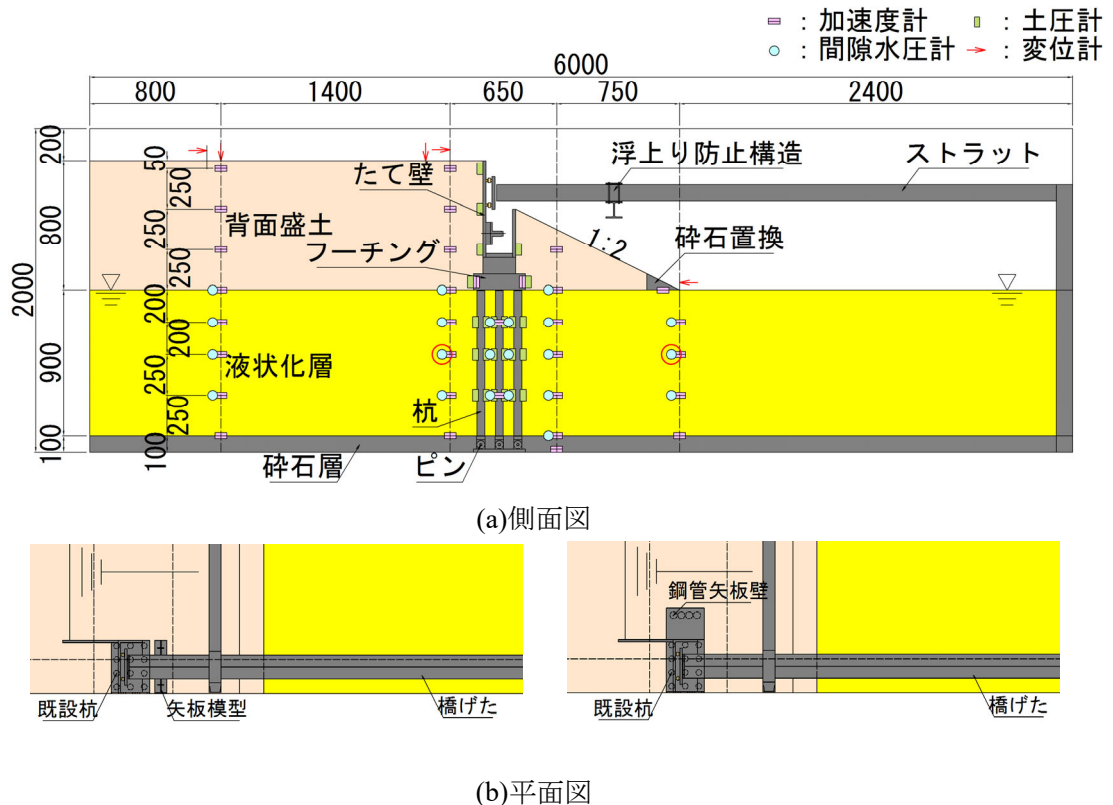 ：加速度計 ：土圧計
：間隙水圧計 ：変位計
6000
800 1400 650 750 2400
200
50
浮上り防止構造 ストラット
たて壁
250
800
背面盛土
250
フーチング
1:2
砕石置換
250
2000
200
200
900
液状化層
250
杭
250
100
100
砕石層 ピン
(a)側面図
鋼管矢板壁
既設杭 矢板模型 橋げた
既設杭 橋げた
(b)平面図